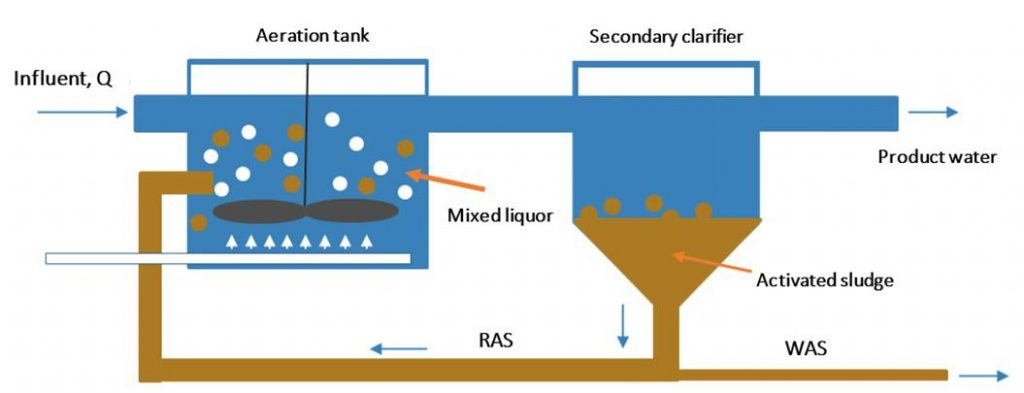 Aeration tank
Secondary clarifier
Influent, Q
Product water
Mixed liquor
Activated sludge
RAS
WAS